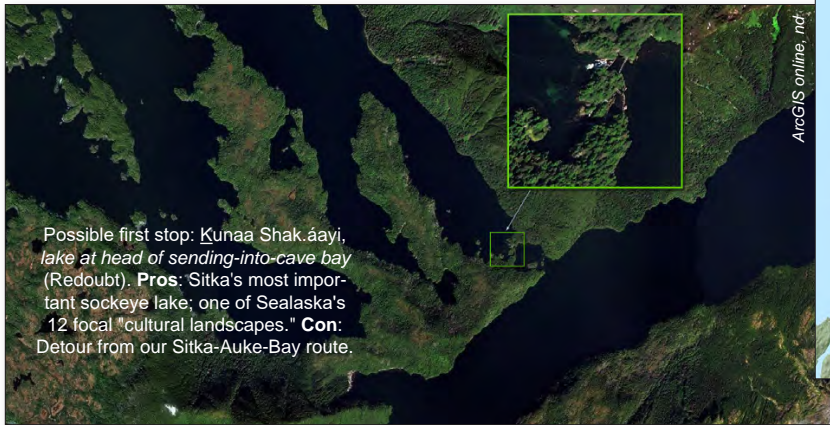 ArcGIS online, nd
Possible first stop: Kunaa Shak.áayi,
lake at head of sending-into-cave bay
(Redoubt). Pros: Sitka's most impor-
tant sockeye lake; one of Sealaska's
12 focal "cultural landscapes." Con:
Detour from our Sitka-Auke-Bay route.